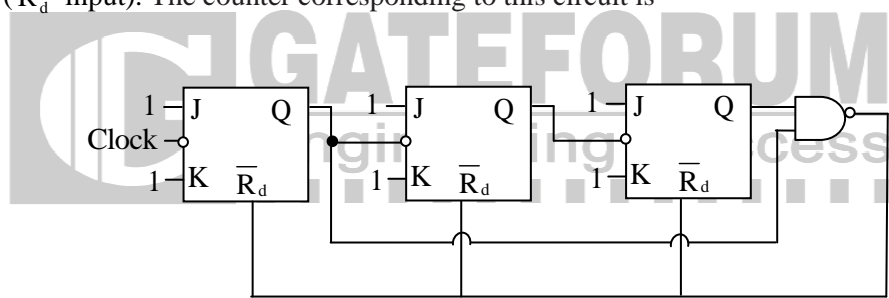 (R̅d input). The counter corresponding to this circuit is
GATEFORUM
Engineering Success
1 J Q 1 J Q 1 J Q
Clock
1 K R̅d 1 K R̅d 1 K R̅d